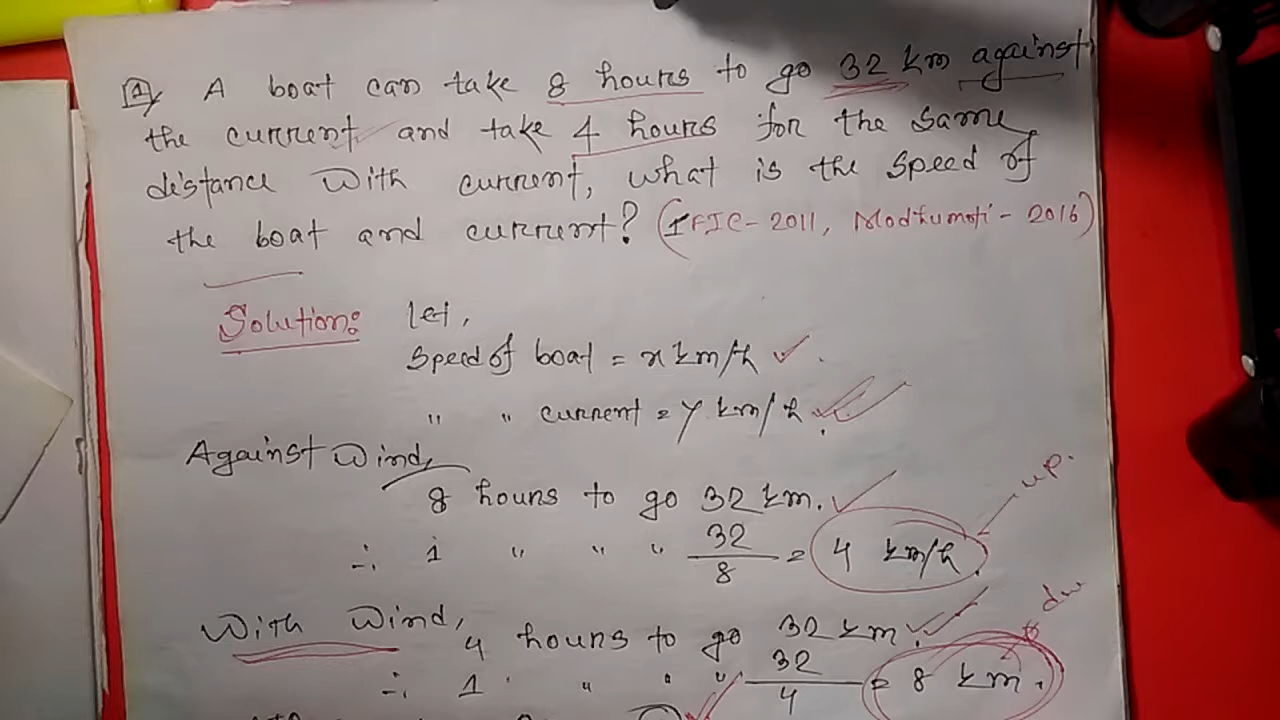 Q1 A boat can take 8 hours to go 32 km against
the current and take 4 hours for the same
distance with current, what is the speed of
the boat and current? (IFIC-2011, Modhumoti-2016)
Solution: let,
Speed of boat = x km/h
" " current = y km/h.
Against Wind,
8 hours to go 32 km.
up.
∴ 1 " " " 32/8 = 4 km/h.
dw
With Wind,
4 hours to go 32 km.
∴ 1 " " " 32/4 = 8 km.